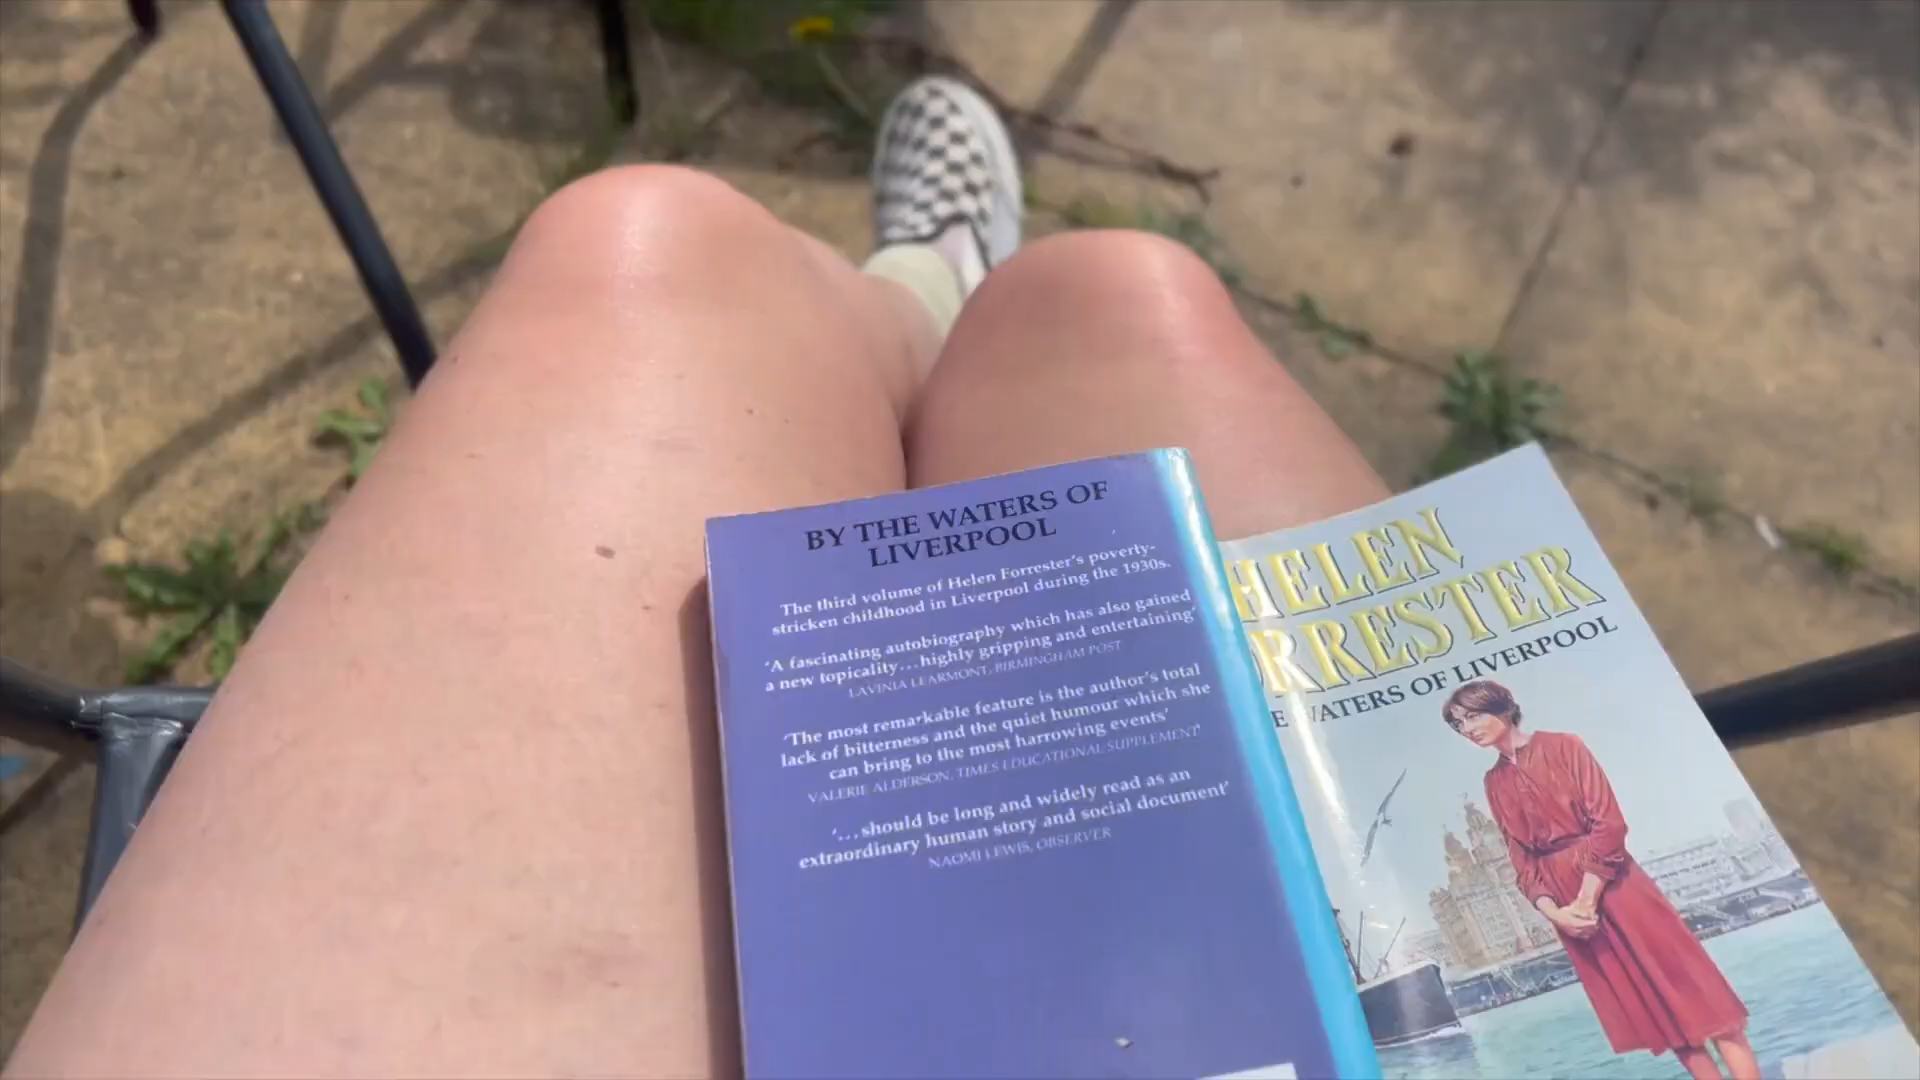 BY THE WATERS OF
LIVERPOOL
The third volume of Helen Forrester's poverty-
stricken childhood in Liverpool during the 1930s.
'A fascinating autobiography which has also gained
a new topicality...highly gripping and entertaining'
LAVINIA LEARMONT, BIRMINGHAM POST
'The most remarkable feature is the author's total
lack of bitterness and the quiet humour which she
can bring to the most harrowing events'
VALERIE ALDERSON, TIMES EDUCATIONAL SUPPLEMENT
'...should be long and widely read as an
extraordinary human story and social document'
NAOMI LEWIS, OBSERVER
HELEN
RRESTER
E WATERS OF LIVERPOOL